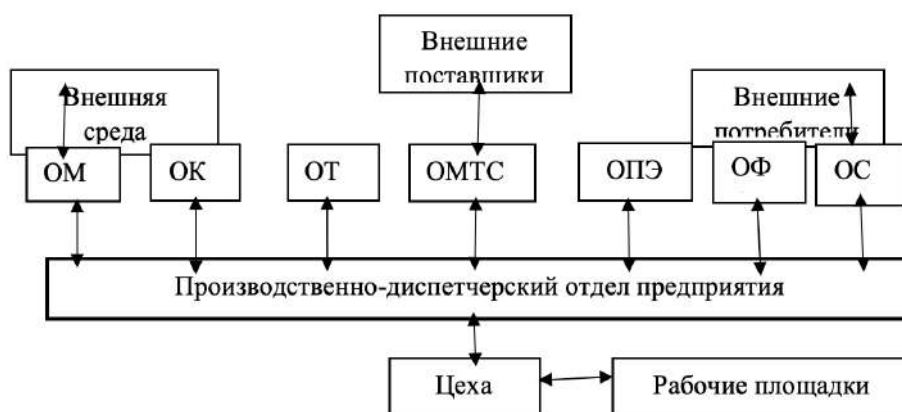 Внешние
поставщики
Внешняя
среда
Внешние
потребители
ОМ
ОК
ОТ
ОМТС
ОПЭ
ОФ
ОС
Производственно-диспетчерский отдел предприятия
Цеха
Рабочие площадки